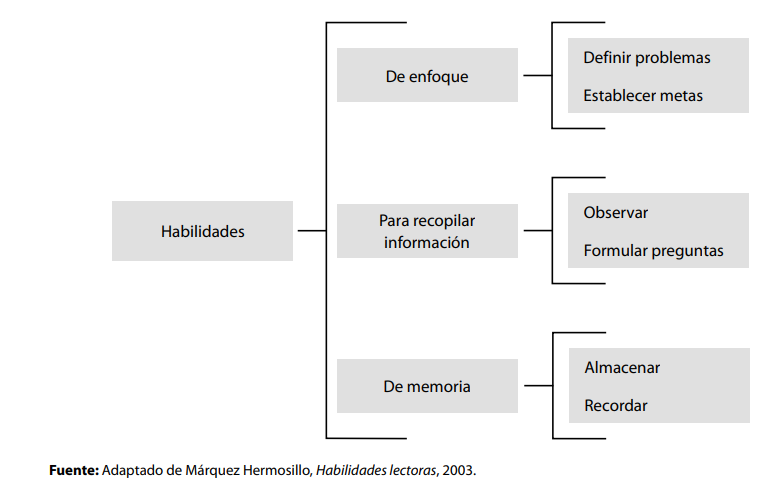 Habilidades
De enfoque
Definir problemas
Establecer metas
Para recopilar
información
Observar
Formular preguntas
De memoria
Almacenar
Recordar
Fuente: Adaptado de Márquez Hermosillo, Habilidades lectoras, 2003.